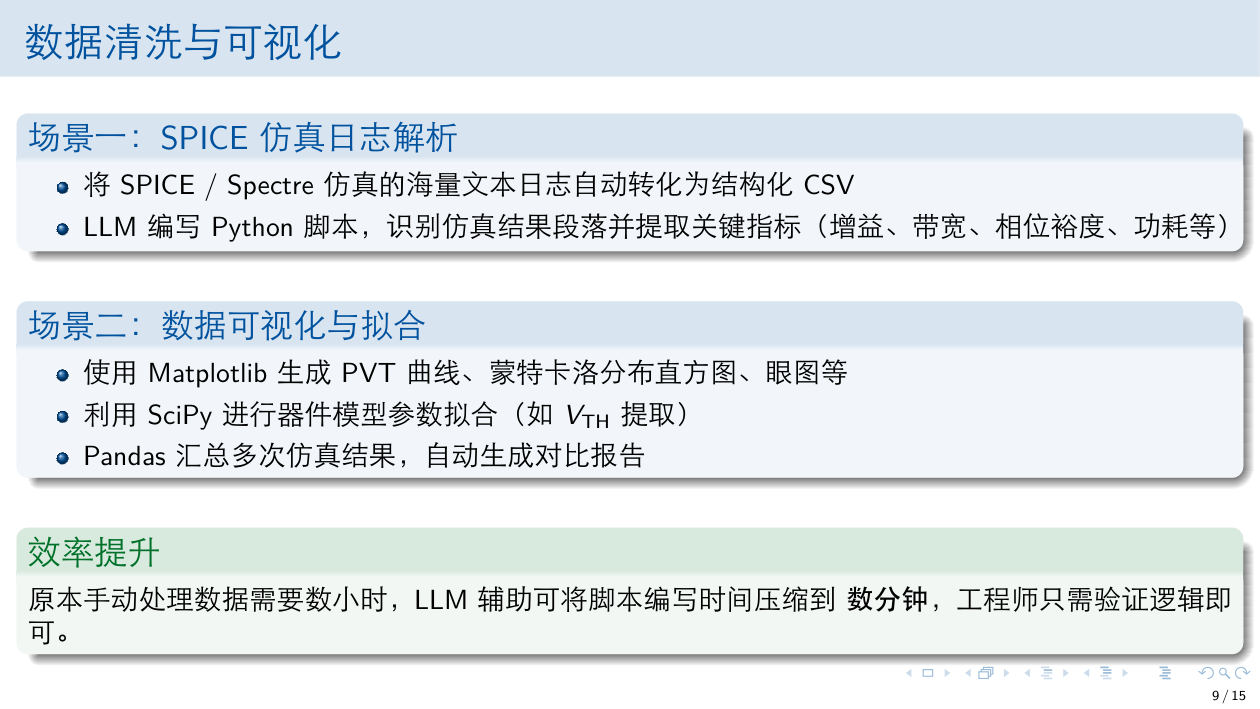 数据清洗与可视化
场景一：SPICE 仿真日志解析
将 SPICE / Spectre 仿真的海量文本日志自动转化为结构化 CSV
LLM 编写 Python 脚本，识别仿真结果段落并提取关键指标（增益、带宽、相位裕度、功耗等）
场景二：数据可视化与拟合
使用 Matplotlib 生成 PVT 曲线、蒙特卡洛分布直方图、眼图等
利用 SciPy 进行器件模型参数拟合（如 V_TH 提取）
Pandas 汇总多次仿真结果，自动生成对比报告
效率提升
原本手动处理数据需要数小时，LLM 辅助可将脚本编写时间压缩到 数分钟，工程师只需验证逻辑即
可。
9 / 15